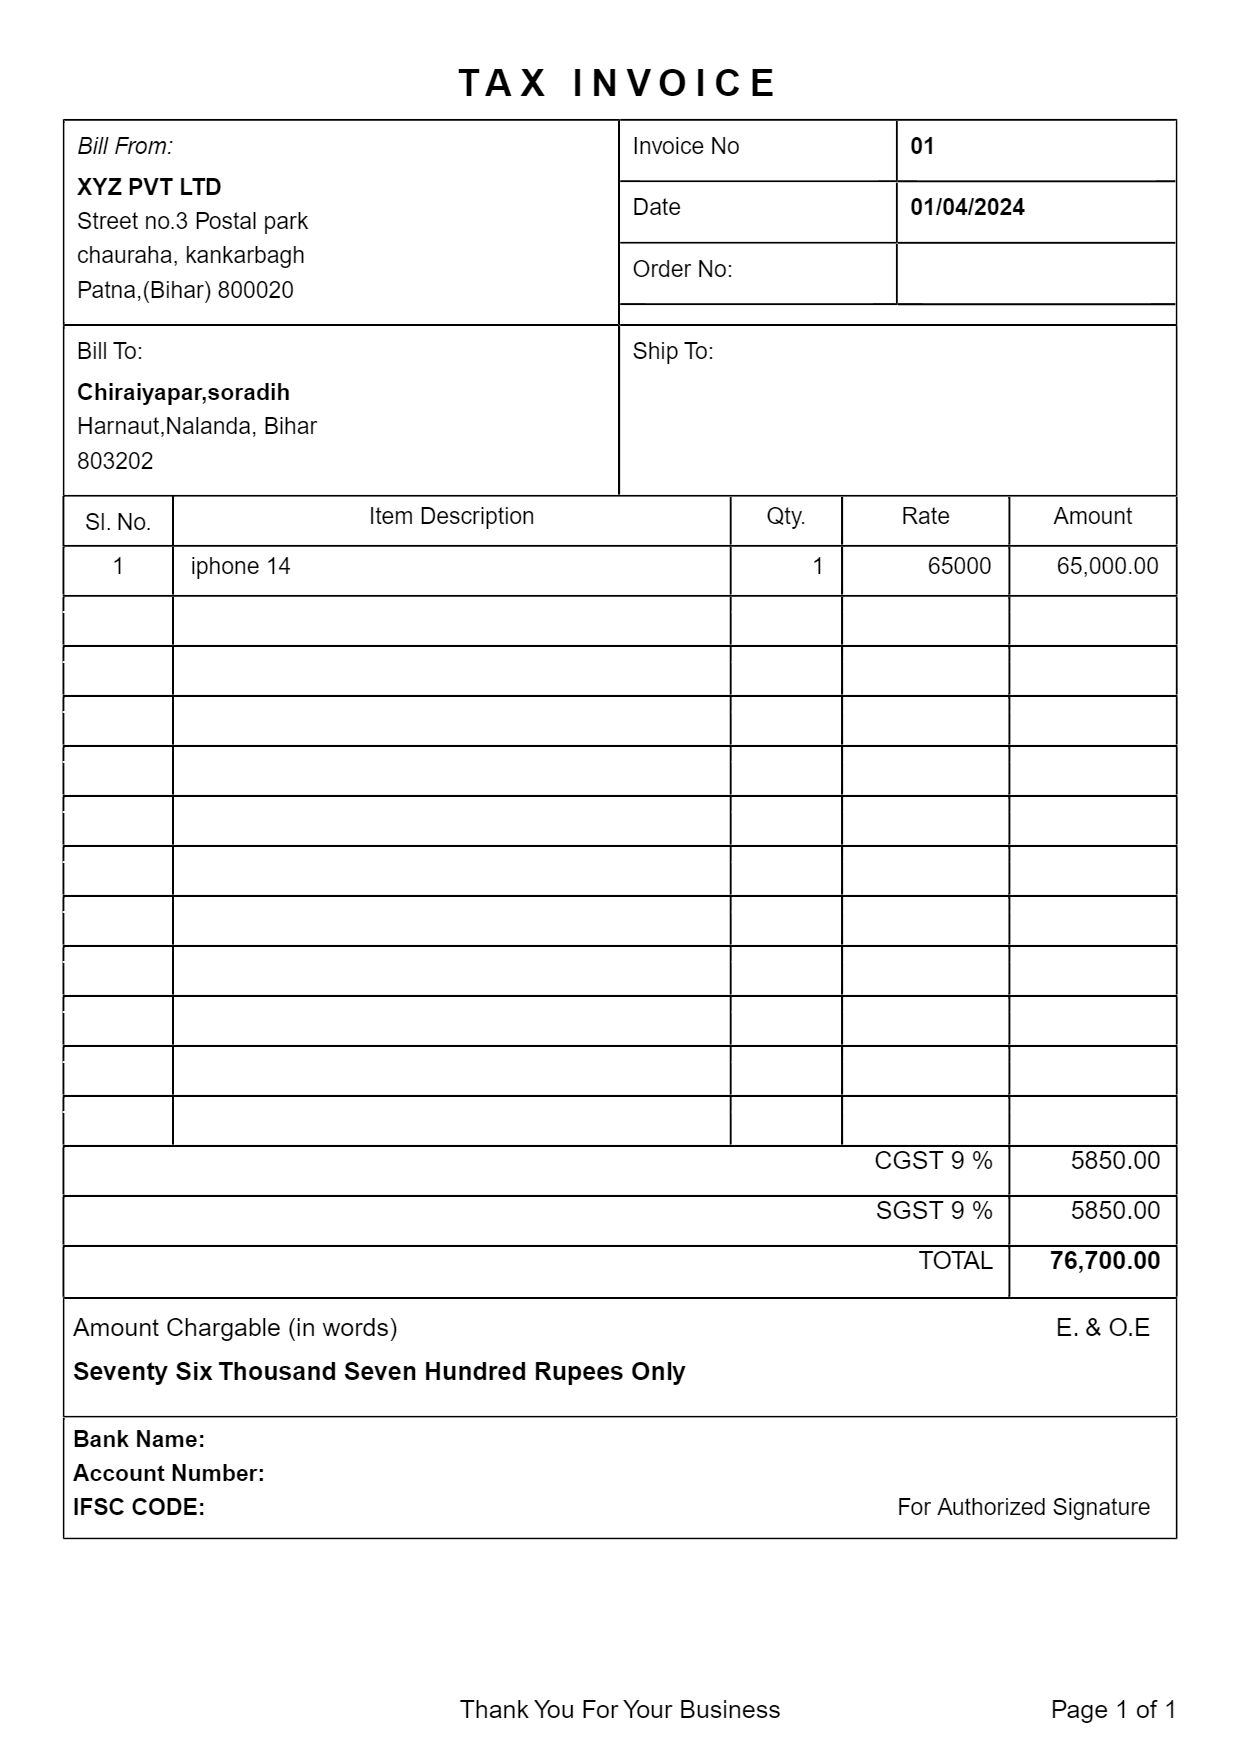 TAX INVOICE
Bill From:
XYZ PVT LTD
Street no.3 Postal park
chauraha, kankarbagh
Patna,(Bihar) 800020
Invoice No 01
Date 01/04/2024
Order No:
Bill To:
Chiraiyapar,soradih
Harnaut,Nalanda, Bihar
803202
Ship To:
Sl. No. Item Description Qty. Rate Amount
1 iphone 14 1 65000 65,000.00
CGST 9 % 5850.00
SGST 9 % 5850.00
TOTAL 76,700.00
Amount Chargable (in words) E. & O.E
Seventy Six Thousand Seven Hundred Rupees Only
Bank Name:
Account Number:
IFSC CODE: For Authorized Signature
Thank You For Your Business Page 1 of 1